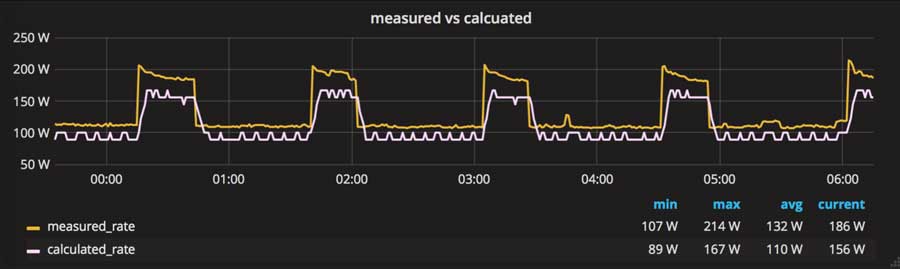 measured vs calcuated
250 W
200 W
150 W
100 W
50 W
00:00 01:00 02:00 03:00 04:00 05:00 06:00
min max avg current
measured_rate 107 W 214 W 132 W 186 W
calculated_rate 89 W 167 W 110 W 156 W